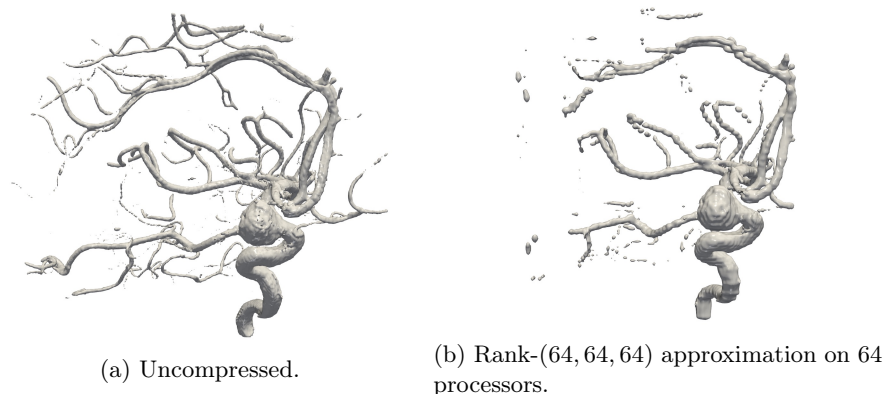 (a) Uncompressed.
(b) Rank-(64, 64, 64) approximation on 64
processors.